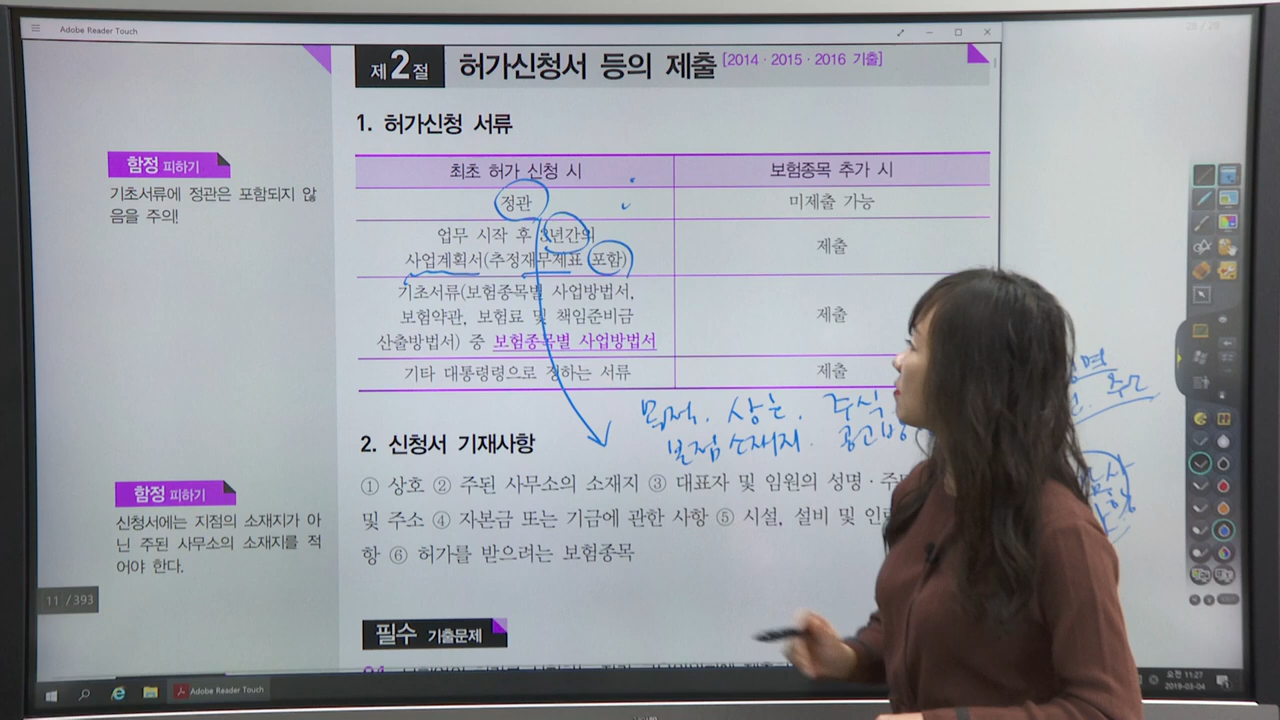 Adobe Reader Touch
제2절 허가신청서 등의 제출 [2014 · 2015 · 2016 기출]
1. 허가신청 서류
함정 피하기
기초서류에 정관은 포함되지 않
음을 주의!
최초 허가 신청 시 보험종목 추가 시
정관 미제출 가능
업무 시작 후 3년간의
사업계획서(추정재무제표 포함) 제출
기초서류(보험종목별 사업방법서,
보험약관, 보험료 및 책임준비금 제출
산출방법서) 중 보험종목별 사업방법서
기타 대통령령으로 정하는 서류 제출
목적. 상호. 주식
본점소재지. 공고방
2. 신청서 기재사항
① 상호 ② 주된 사무소의 소재지 ③ 대표자 및 임원의 성명 · 주민
및 주소 ④ 자본금 또는 기금에 관한 사항 ⑤ 시설, 설비 및 인력
항 ⑥ 허가를 받으려는 보험종목
함정 피하기
신청서에는 지점의 소재지가 아
닌 주된 사무소의 소재지를 적
어야 한다.
11 / 393
필수 기출문제
Adobe Reader Touch
오전 11:27
2019-03-04